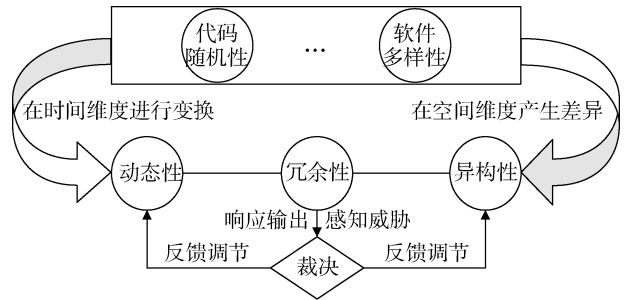 代码
随机性
…
软件
多样性
在时间维度进行变换
在空间维度产生差异
动态性
冗余性
异构性
响应输出
感知威胁
反馈调节
反馈调节
裁决